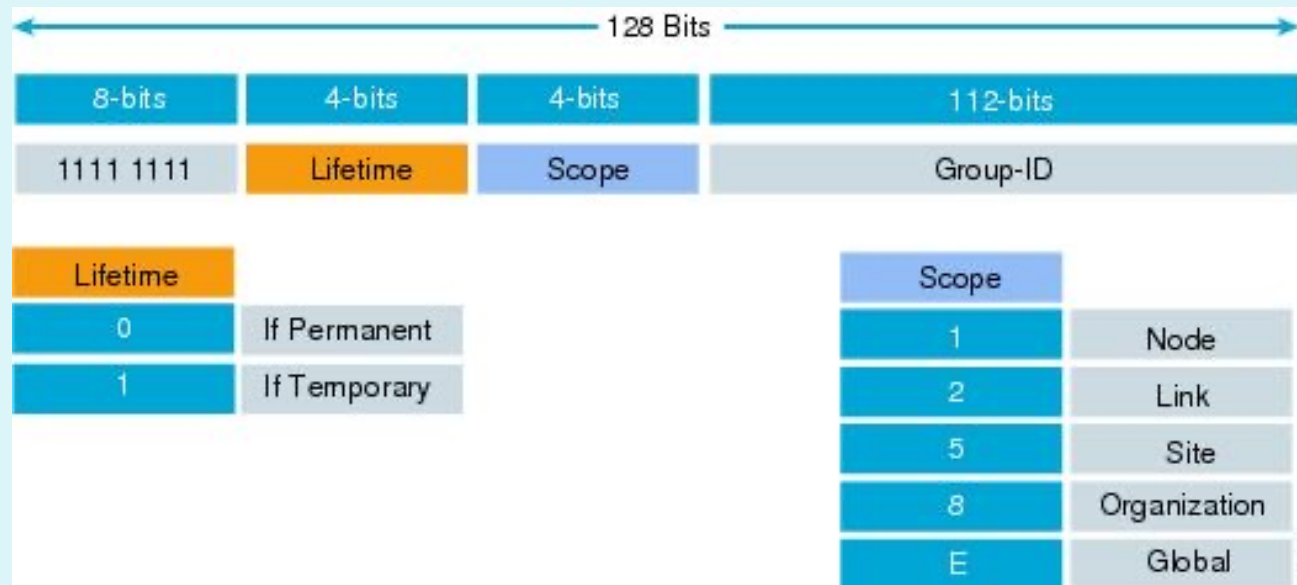 128 Bits
8-bits 4-bits 4-bits 112-bits
1111 1111 Lifetime Scope Group-ID
Lifetime
0 If Permanent
1 If Temporary
Scope
1 Node
2 Link
5 Site
8 Organization
E Global